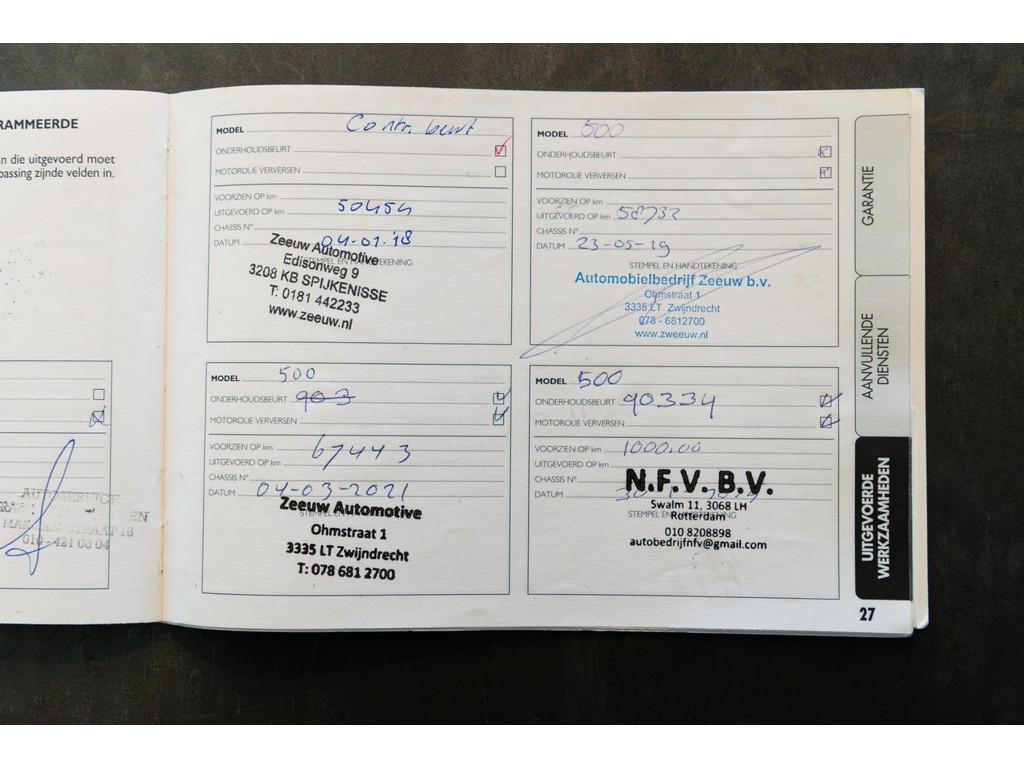 RAMMEERDE
n die uitgevoerd moet
passing zijnde velden in.
AUTOSERVICE
STRAAT 16
010-421 08 04
MODEL Contr. beurt
ONDERHOUDSBEURT
MOTOROLIE VERVERSEN
VOORZIEN OP km
UITGEVOERD OP km 50454
CHASSIS N°
DATUM 04-01-18
STEMPEL EN HANDTEKENING
Zeeuw Automotive
Edisonweg 9
3208 KB SPIJKENISSE
T. 0181 442233
www.zeeuw.nl
MODEL 500
ONDERHOUDSBEURT
MOTOROLIE VERVERSEN
VOORZIEN OP km
UITGEVOERD OP km 58732
CHASSIS N°
DATUM 23-05-19
STEMPEL EN HANDTEKENING
Automobielbedrijf Zeeuw b.v.
Ohmstraat 1
3335 LT Zwijndrecht
078 - 6812700
www.zweeuw.nl
MODEL 500
ONDERHOUDSBEURT 903
MOTOROLIE VERVERSEN
VOORZIEN OP km 67443
UITGEVOERD OP km
CHASSIS N°
DATUM 04-03-2021
STEMPEL EN
Zeeuw Automotive
Ohmstraat 1
3335 LT Zwijndrecht
T: 078 681 2700
MODEL 500
ONDERHOUDSBEURT 90334
MOTOROLIE VERVERSEN
VOORZIEN OP km 1000.00
UITGEVOERD OP km
CHASSIS N°
DATUM
STEMPEL EN HANDTEKENING
N.F.V. B.V.
Swalm 11, 3068 LH
Rotterdam
010 8208898
autobedrijfnfv@gmail.com
GARANTIE
AANVULLENDE
DIENSTEN
UITGEVOERDE
WERKZAAMHEDEN
27